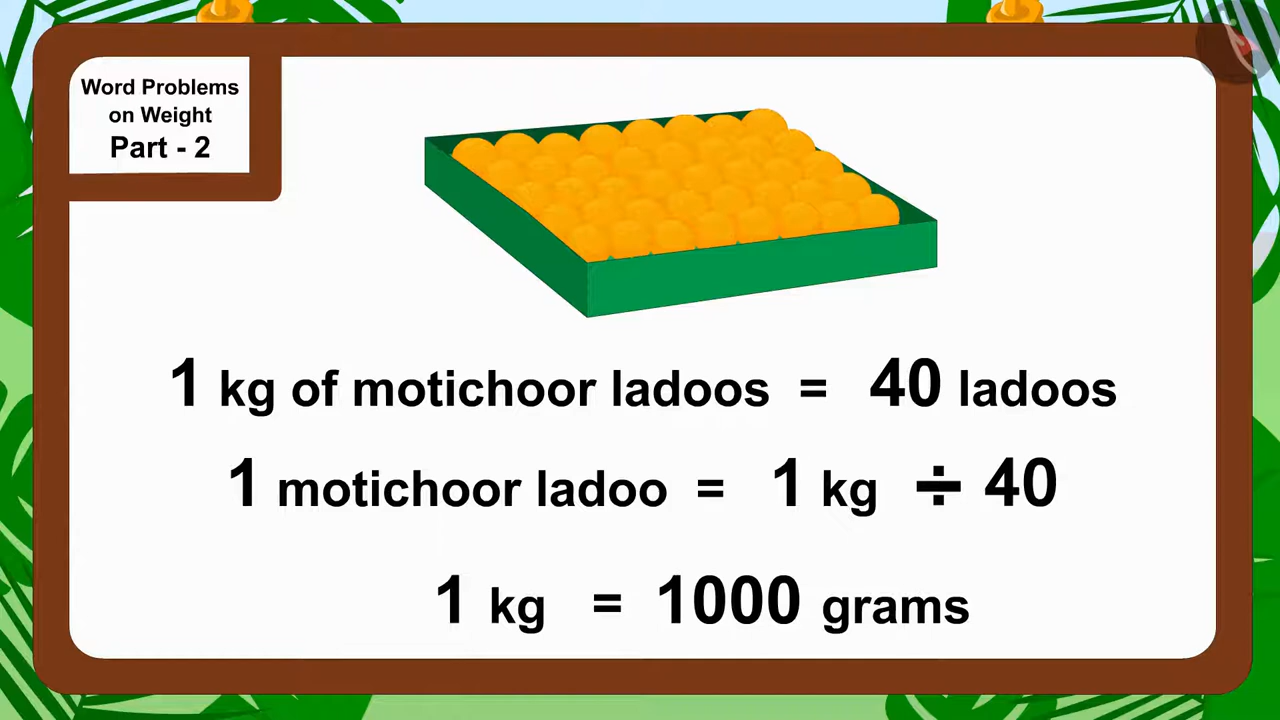 Word Problems
on Weight
Part - 2
1 kg of motichoor ladoos = 40 ladoos
1 motichoor ladoo = 1 kg ÷ 40
1 kg = 1000 grams